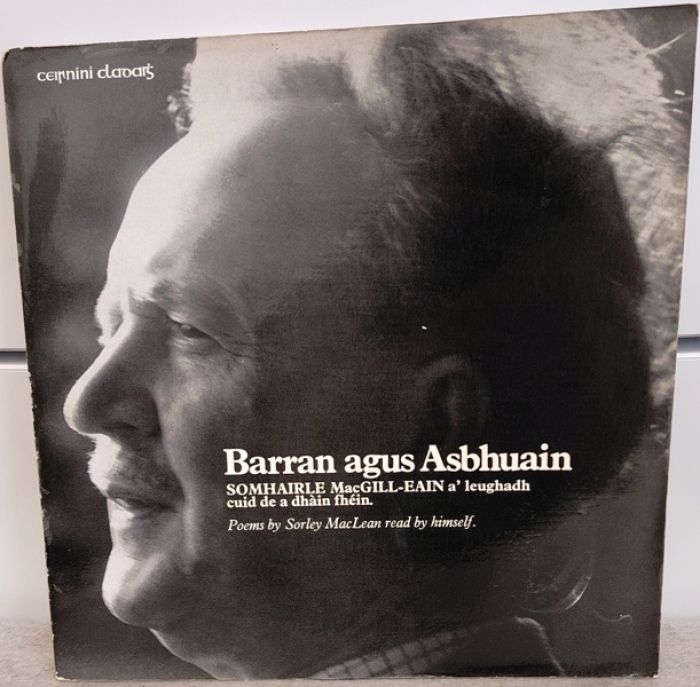 ceirníní cladaiġ
Barran agus Asbhuain
SOMHAIRLE MacGILL-EAIN a' leughadh
cuid de a dhàin fhéin.
Poems by Sorley MacLean read by himself.